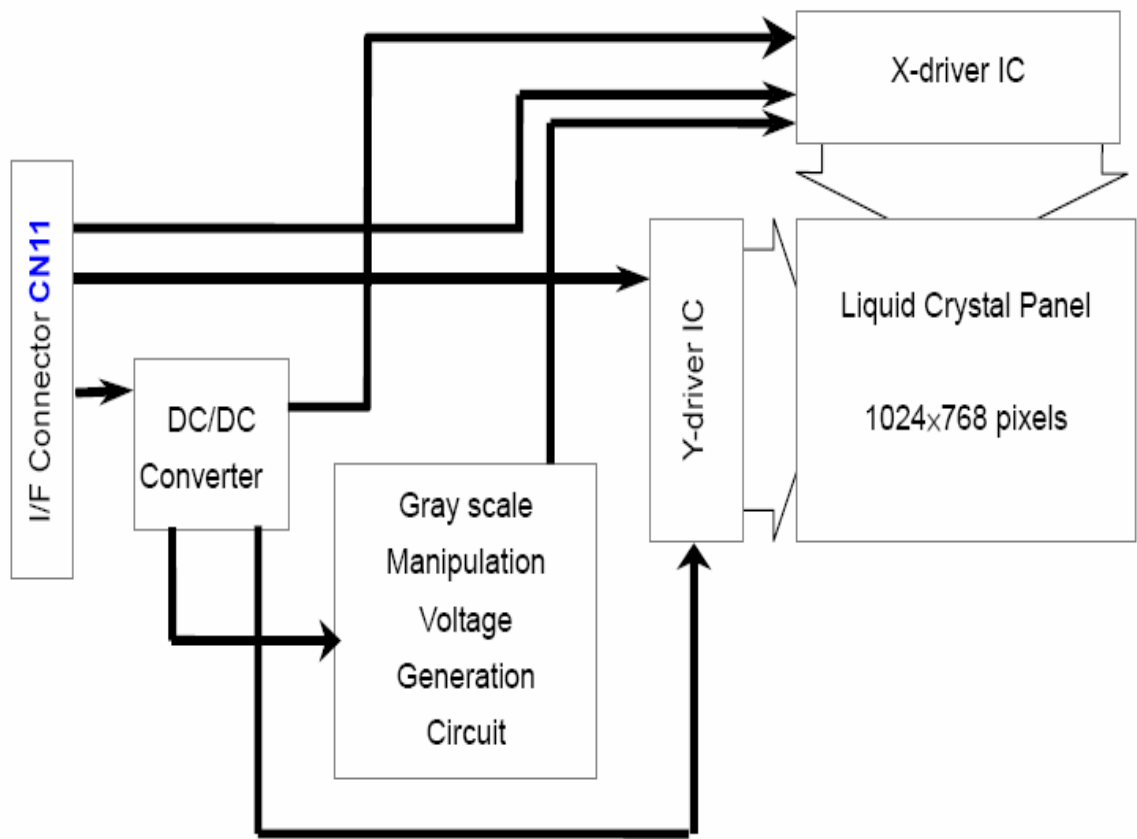 X-driver IC
I/F Connector CN11
Y-driver IC
Liquid Crystal Panel
1024x768 pixels
DC/DC
Converter
Gray scale
Manipulation
Voltage
Generation
Circuit